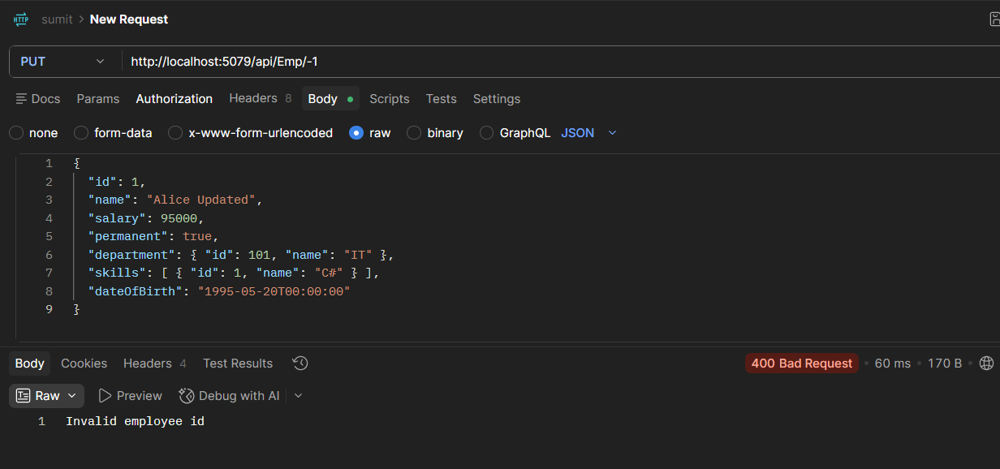 HTTP sumit > New Request
PUT http://localhost:5079/api/Emp/-1
Docs Params Authorization Headers 8 Body Scripts Tests Settings
none form-data x-www-form-urlencoded raw binary GraphQL JSON
1 {
2 "id": 1,
3 "name": "Alice Updated",
4 "salary": 95000,
5 "permanent": true,
6 "department": { "id": 101, "name": "IT" },
7 "skills": [ { "id": 1, "name": "C#" } ],
8 "dateOfBirth": "1995-05-20T00:00:00"
9 }
Body Cookies Headers 4 Test Results 400 Bad Request • 60 ms • 170 B •
Raw Preview Debug with AI
1 Invalid employee id